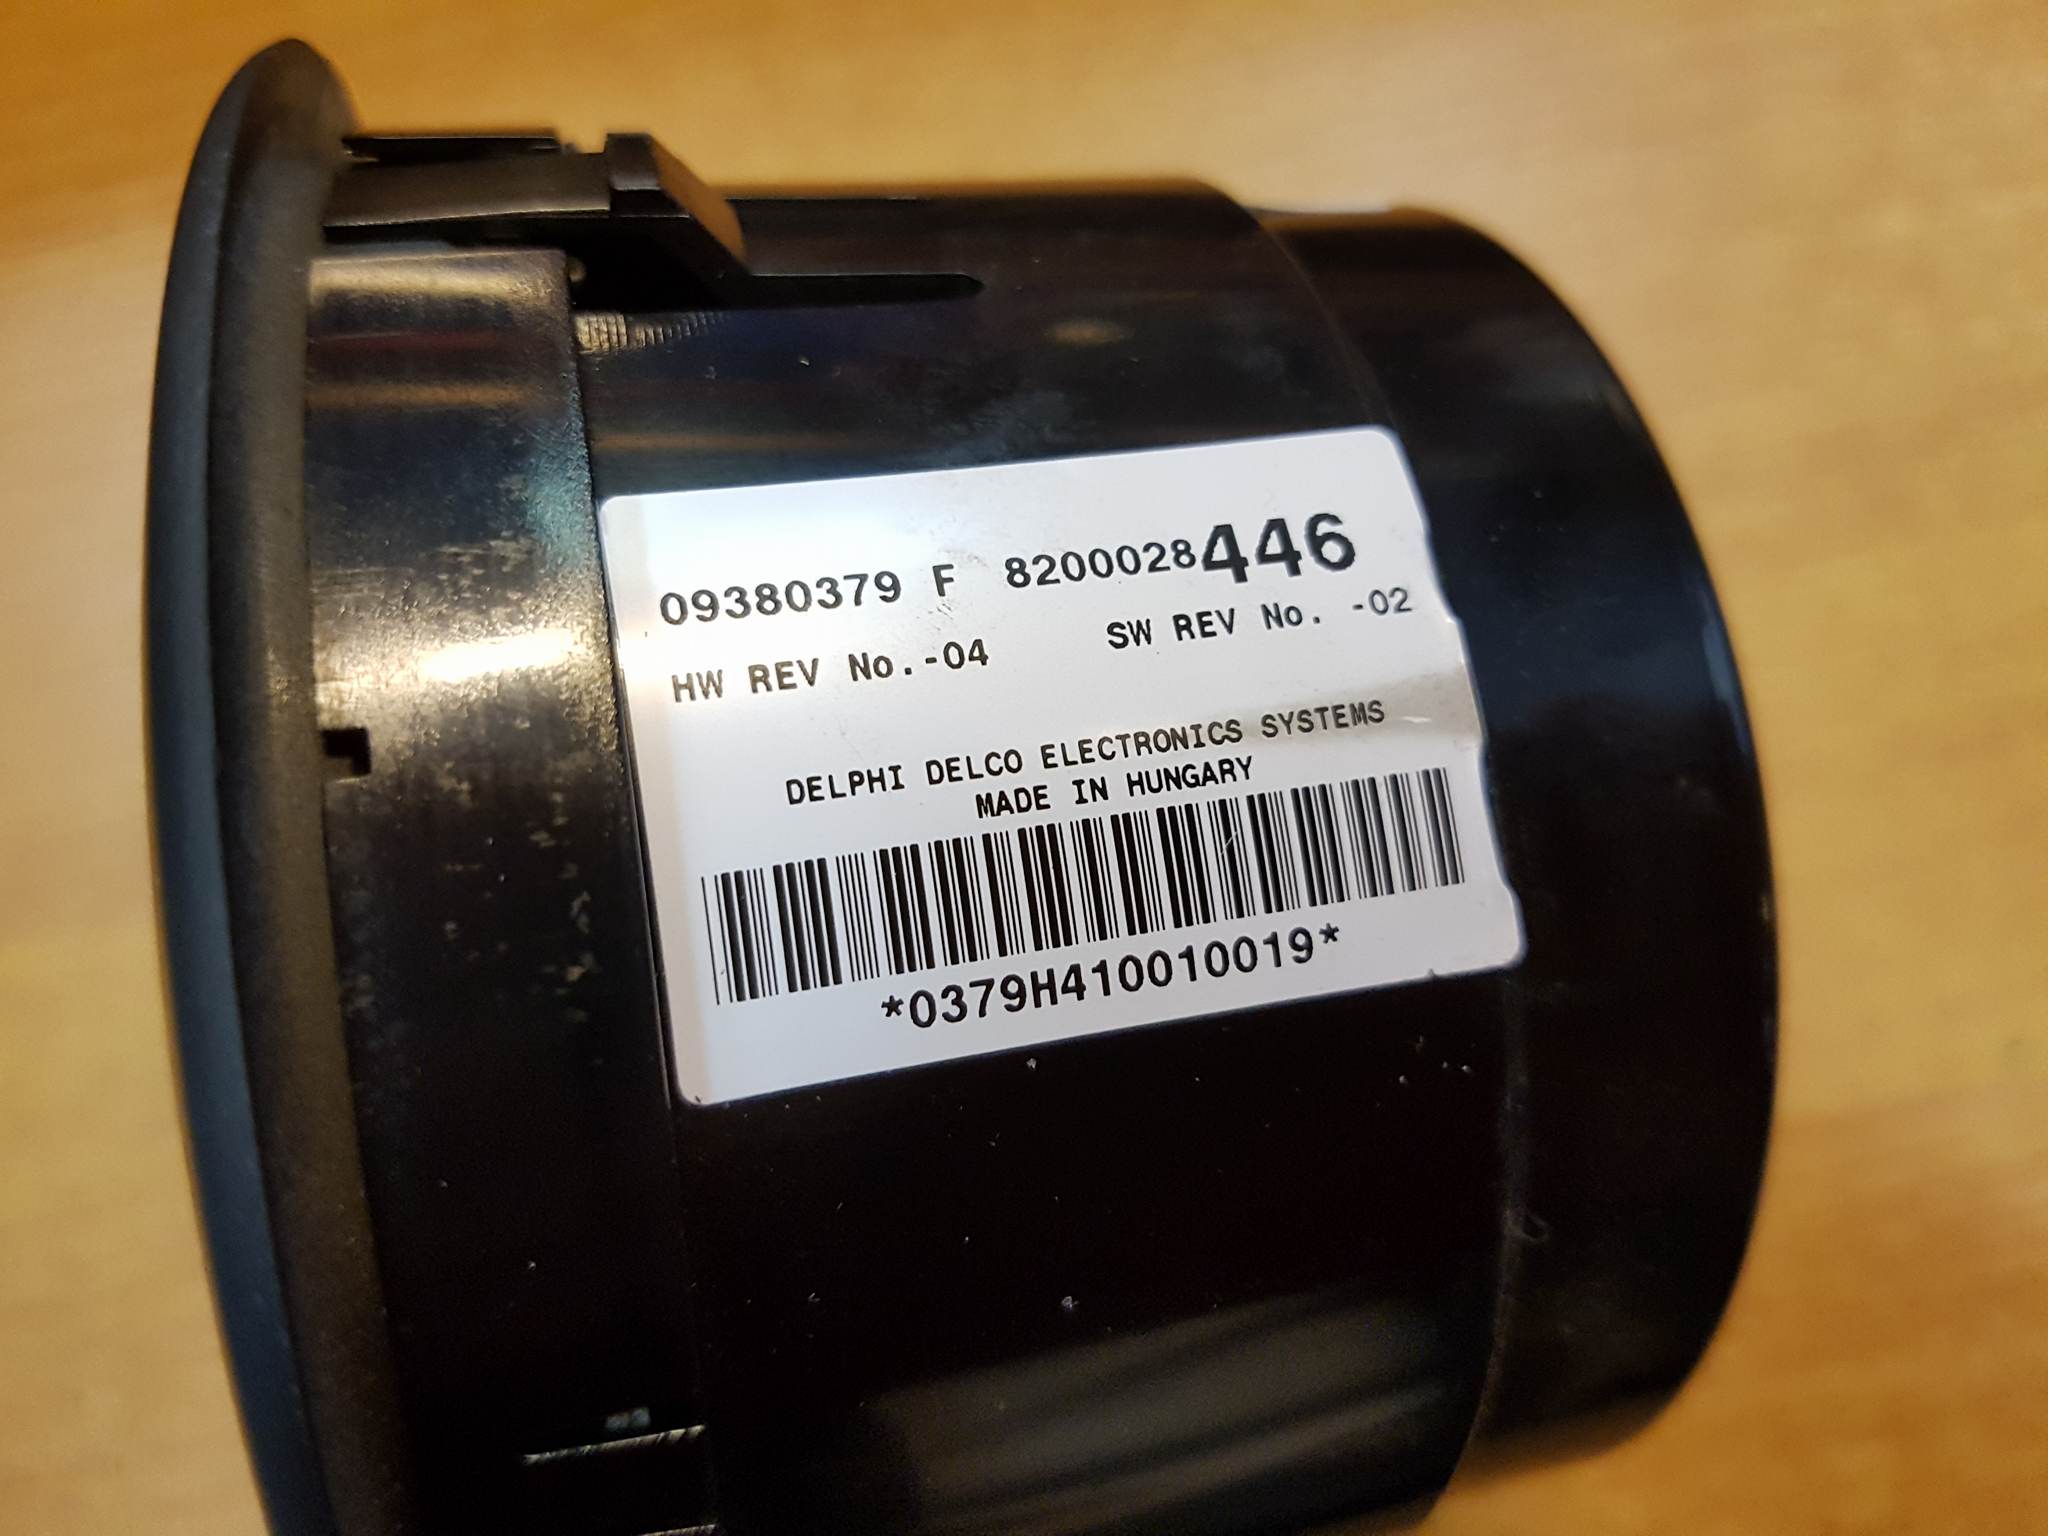 09380379 F 8200028446
HW REV No.-04 SW REV No. -02
DELPHI DELCO ELECTRONICS SYSTEMS
MADE IN HUNGARY
*0379H410010019*